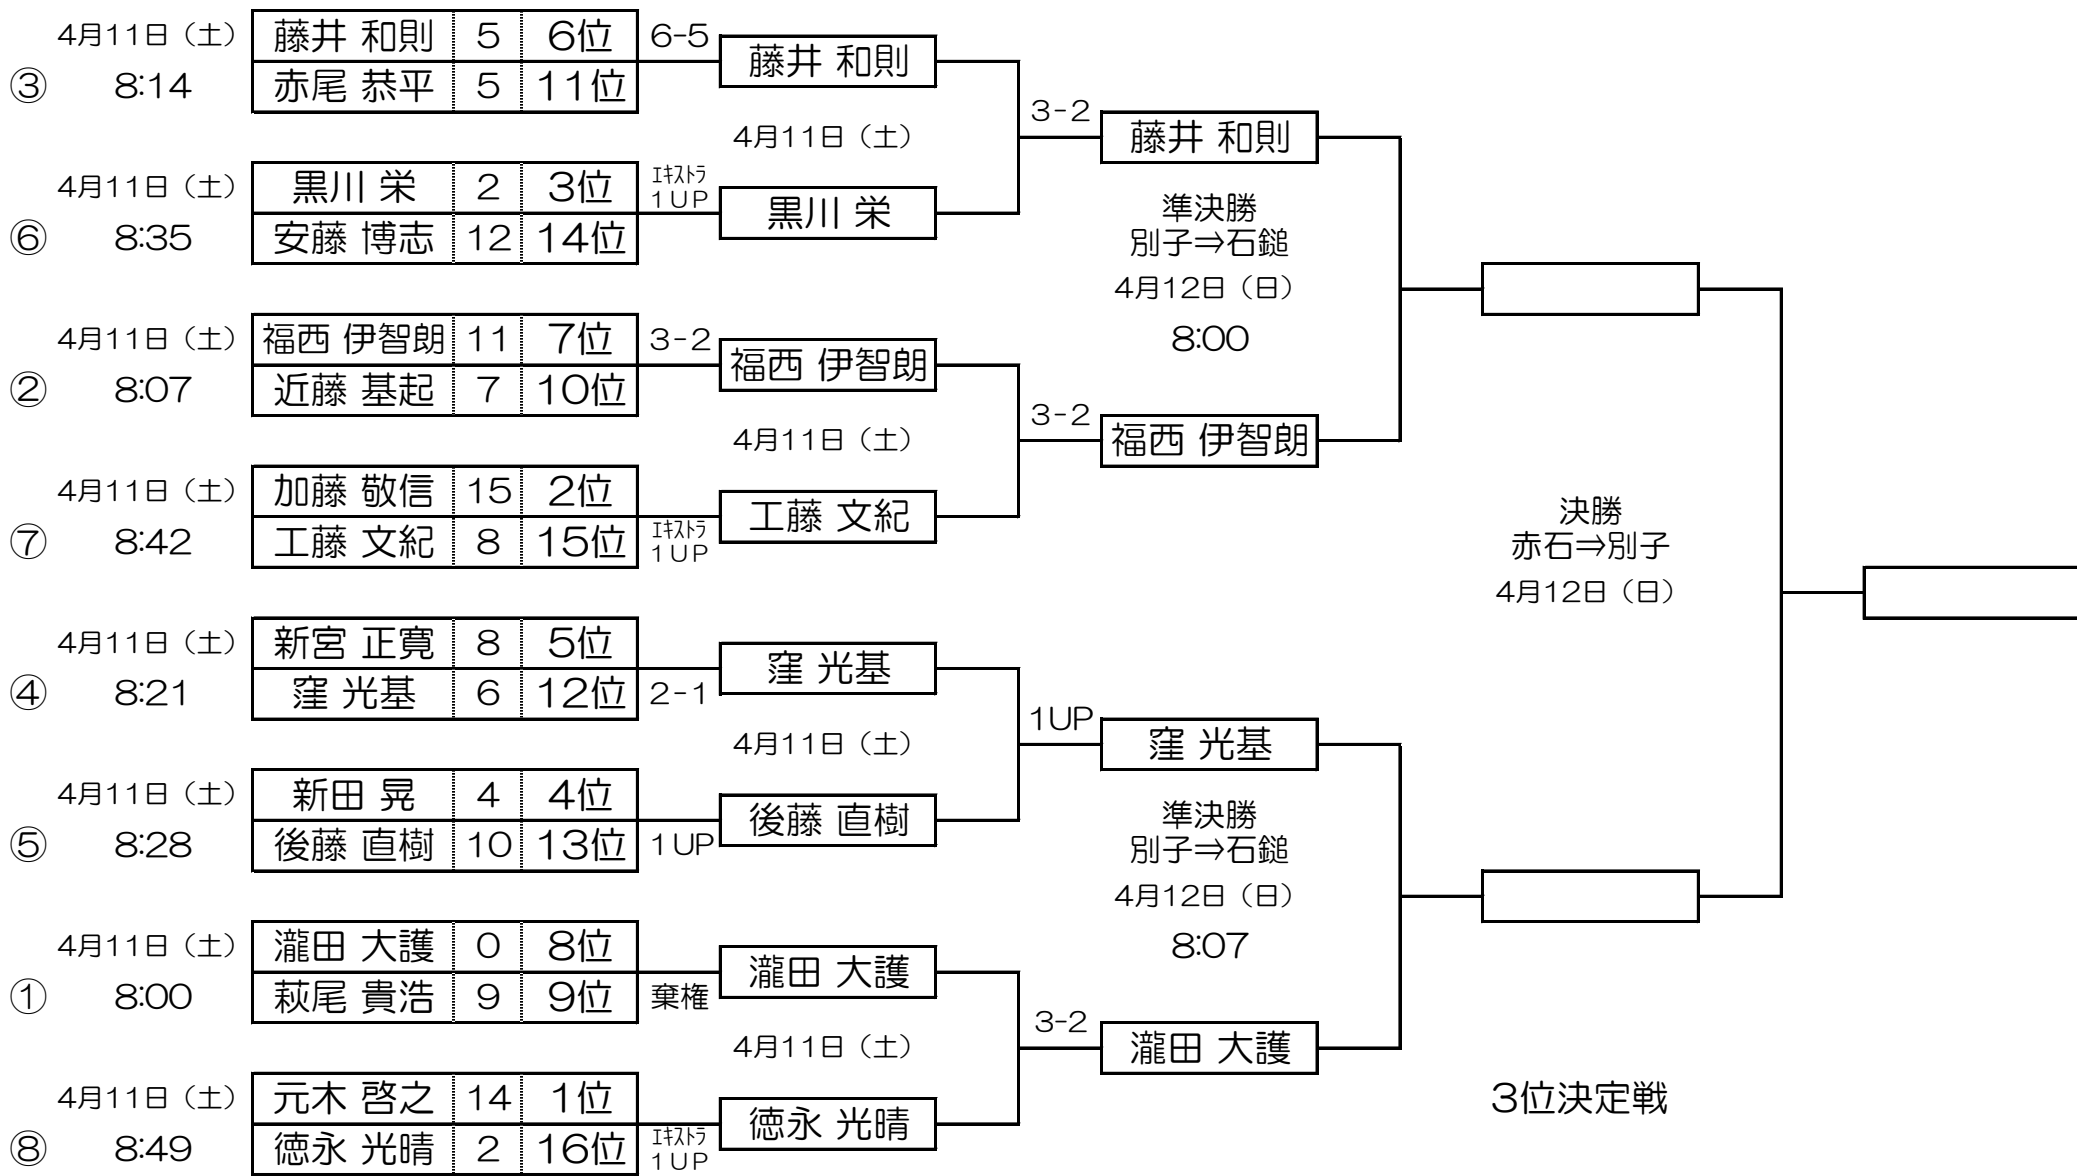 4月11日（土） 藤井 和則 5 6位 6-5
③ 8:14 赤尾 恭平 5 11位
藤井 和則
4月11日（土）
3-2
藤井 和則
4月11日（土） 黒川 栄 2 3位 ｴｷｽﾄﾗ 1UP
⑥ 8:35 安藤 博志 12 14位
黒川 栄
準決勝
別子⇒石鎚
4月12日（日）
8:00
4月11日（土） 福西 伊智朗 11 7位 3-2
② 8:07 近藤 基起 7 10位
福西 伊智朗
4月11日（土）
3-2
福西 伊智朗
4月11日（土） 加藤 敬信 15 2位
⑦ 8:42 工藤 文紀 8 15位 ｴｷｽﾄﾗ 1UP
工藤 文紀
決勝
赤石⇒別子
4月12日（日）
4月11日（土） 新宮 正寛 8 5位
④ 8:21 窪 光基 6 12位 2-1
窪 光基
4月11日（土）
1UP
窪 光基
4月11日（土） 新田 晃 4 4位
⑤ 8:28 後藤 直樹 10 13位 1UP
後藤 直樹
準決勝
別子⇒石鎚
4月12日（日）
8:07
4月11日（土） 瀧田 大護 0 8位
① 8:00 萩尾 貴浩 9 9位 棄権
瀧田 大護
4月11日（土）
3-2
瀧田 大護
4月11日（土） 元木 啓之 14 1位
⑧ 8:49 徳永 光晴 2 16位 ｴｷｽﾄﾗ 1UP
徳永 光晴
3位決定戦